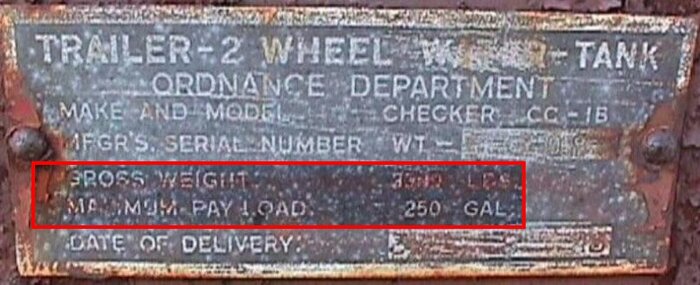 TRAILER-2 WHEEL WATER-TANK
ORDNANCE DEPARTMENT
MAKE AND MODEL CHECKER CC-1B
MFGR'S. SERIAL NUMBER WT-
GROSS WEIGHT. LBS.
MAXIMUM PAY LOAD. 250 GAL.
DATE OF DELIVERY.